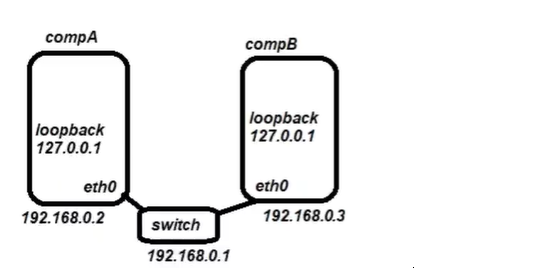 compA
compB
loopback
127.0.0.1
loopback
127.0.0.1
eth0
eth0
192.168.0.2
switch
192.168.0.3
192.168.0.1